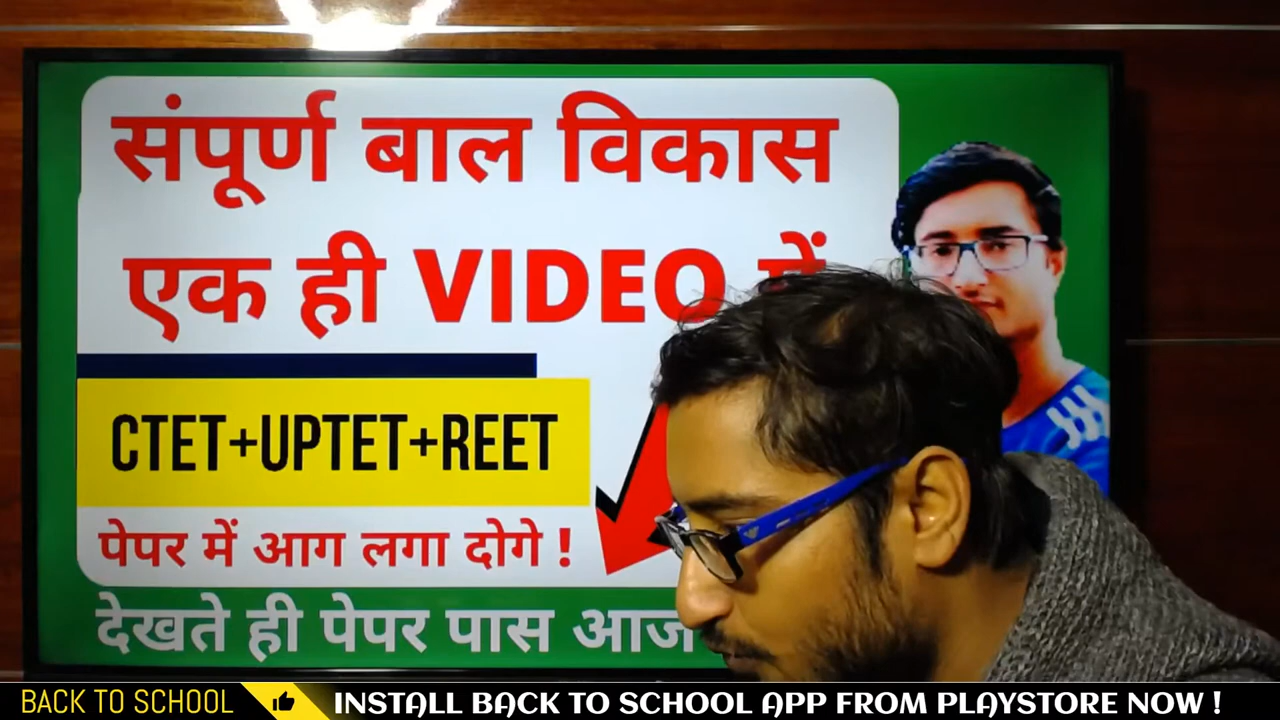 संपूर्ण बाल विकास
एक ही VIDEO में
CTET+UPTET+REET
पेपर में आग लगा दोगे !
देखते ही पेपर पास आज
BACK TO SCHOOL
INSTALL BACK TO SCHOOL APP FROM PLAYSTORE NOW !